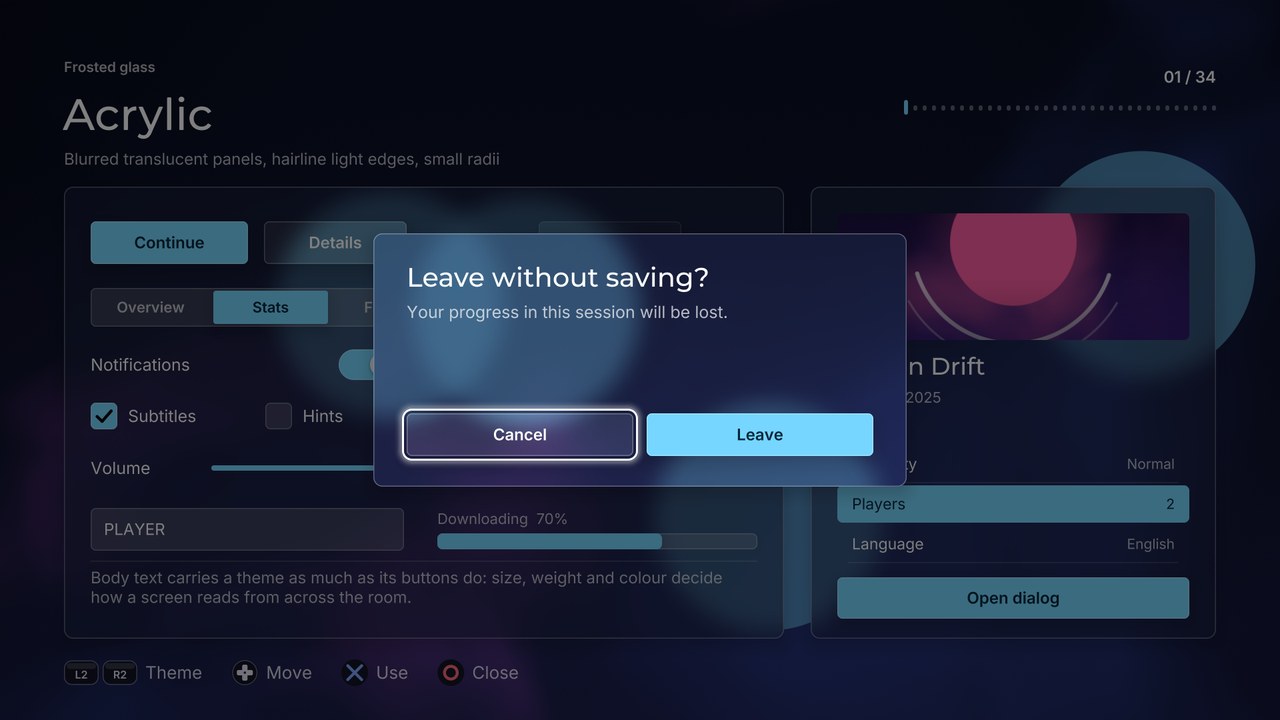 Frosted glass
01 / 34
Acrylic
Blurred translucent panels, hairline light edges, small radii
Continue
Details
Overview
Stats
Notifications
Subtitles
Hints
Volume
PLAYER
Downloading 70%
Body text carries a theme as much as its buttons do: size, weight and colour decide
how a screen reads from across the room.
Leave without saving?
Your progress in this session will be lost.
Cancel
Leave
Drift
2025
Normal
Players 2
Language English
Open dialog
L2 R2 Theme Move Use Close